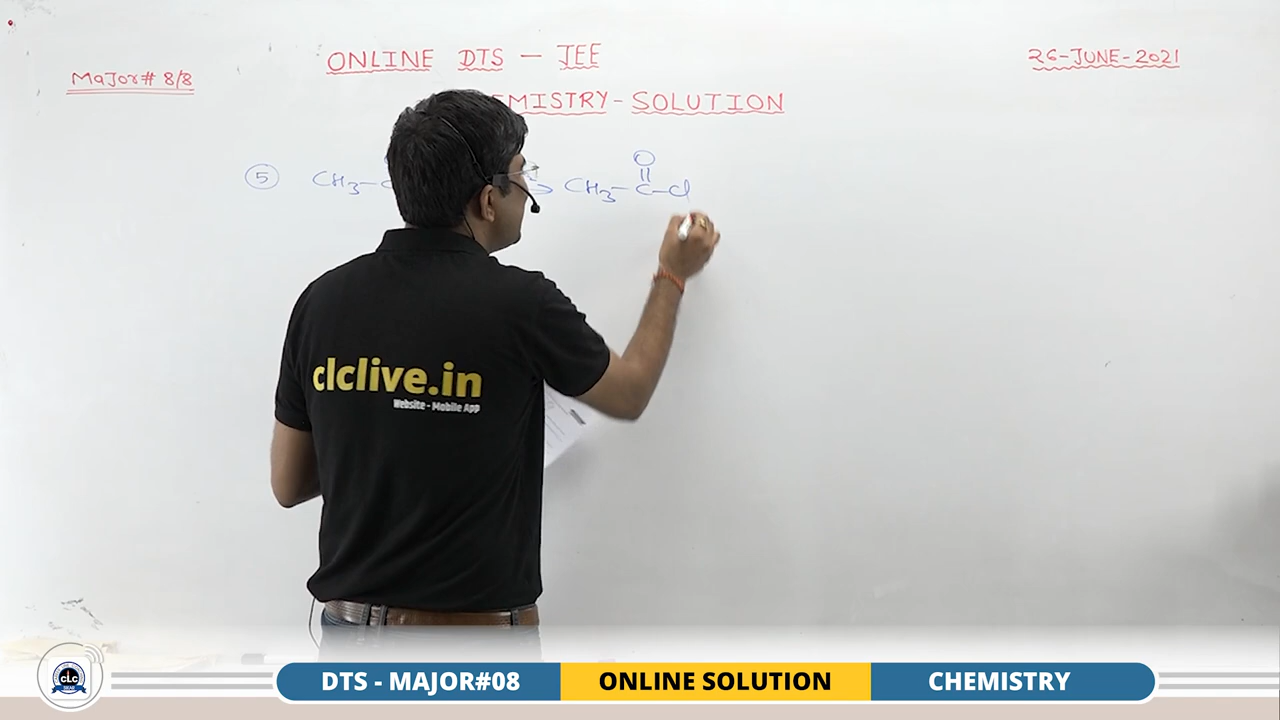 ONLINE DTS - JEE
26-JUNE-2021
MaJor# 8/8
EMISTRY-SOLUTION
O
5 CH3-C → CH3-C-Cl
clclive.in
Website - Mobile App
CLC
DTS - MAJOR#08
ONLINE SOLUTION
CHEMISTRY